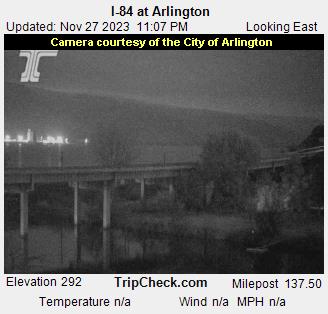 I-84 at Arlington
Updated: Nov 27 2023 11:07 PM Looking East
Camera courtesy of the City of Arlington
Elevation 292 TripCheck.com Milepost 137.50
Temperature n/a Wind n/a MPH n/a